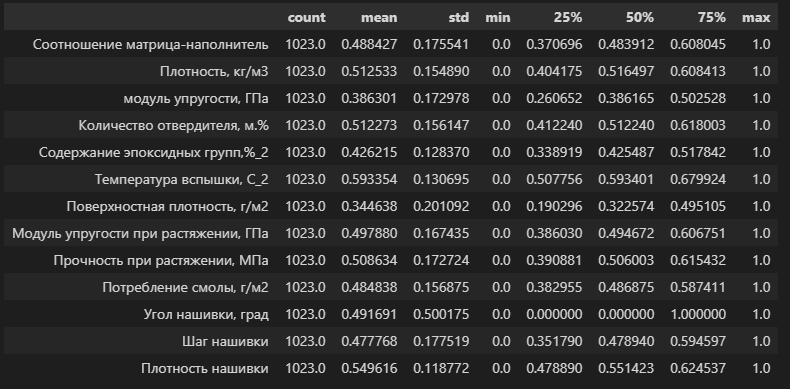 count mean std min 25% 50% 75% max
Соотношение матрица-наполнитель 1023.0 0.488427 0.175541 0.0 0.370696 0.483912 0.608045 1.0
Плотность, кг/м3 1023.0 0.512533 0.154890 0.0 0.404175 0.516497 0.608413 1.0
модуль упругости, ГПа 1023.0 0.386301 0.172978 0.0 0.260652 0.386165 0.502528 1.0
Количество отвердителя, м.% 1023.0 0.512273 0.156147 0.0 0.412240 0.512240 0.618003 1.0
Содержание эпоксидных групп,%_2 1023.0 0.426215 0.128370 0.0 0.338919 0.425487 0.517842 1.0
Температура вспышки, С_2 1023.0 0.593354 0.130695 0.0 0.507756 0.593401 0.679924 1.0
Поверхностная плотность, г/м2 1023.0 0.344638 0.201092 0.0 0.190296 0.322574 0.495105 1.0
Модуль упругости при растяжении, ГПа 1023.0 0.497880 0.167435 0.0 0.386030 0.494672 0.606751 1.0
Прочность при растяжении, МПа 1023.0 0.508634 0.172724 0.0 0.390881 0.506003 0.615432 1.0
Потребление смолы, г/м2 1023.0 0.484838 0.156875 0.0 0.382955 0.486875 0.587411 1.0
Угол нашивки, град 1023.0 0.491691 0.500175 0.0 0.000000 0.000000 1.000000 1.0
Шаг нашивки 1023.0 0.477768 0.177519 0.0 0.351790 0.478940 0.594597 1.0
Плотность нашивки 1023.0 0.549616 0.118772 0.0 0.478890 0.551423 0.624537 1.0